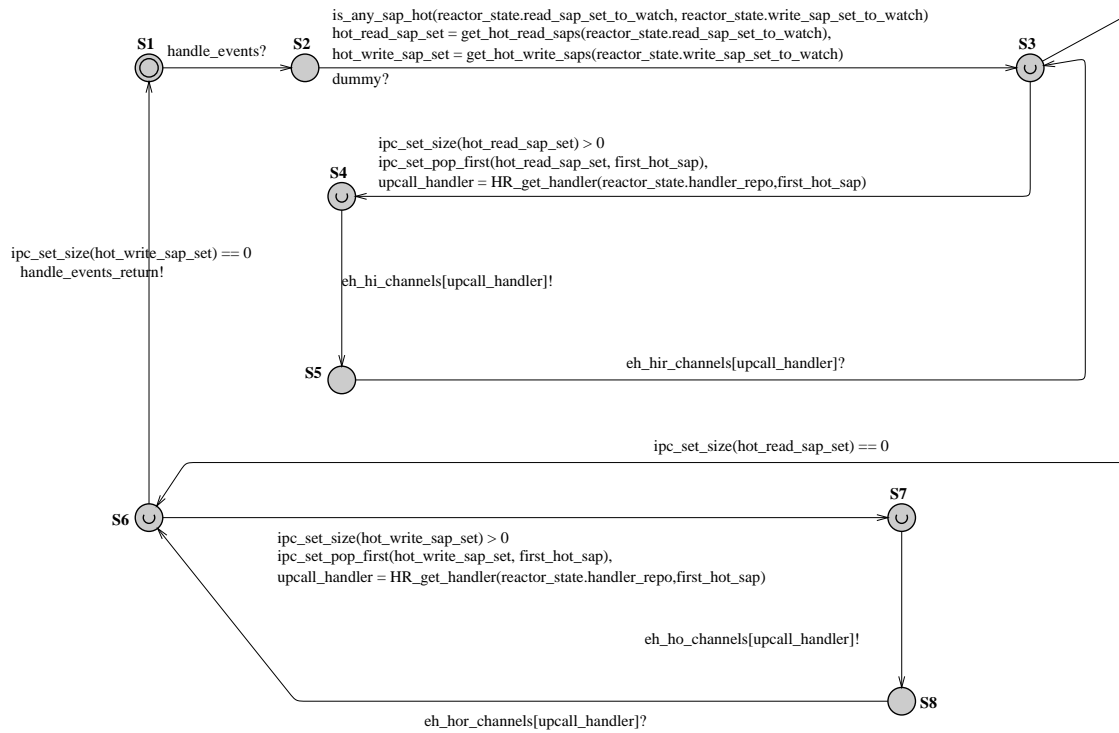 is_any_sap_hot(reactor_state.read_sap_set_to_watch, reactor_state.write_sap_set_to_watch)
hot_read_sap_set = get_hot_read_saps(reactor_state.read_sap_set_to_watch),
hot_write_sap_set = get_hot_write_saps(reactor_state.write_sap_set_to_watch)
dummy?
S1
handle_events?
S2
S3
ipc_set_size(hot_read_sap_set) > 0
ipc_set_pop_first(hot_read_sap_set, first_hot_sap),
upcall_handler = HR_get_handler(reactor_state.handler_repo,first_hot_sap)
S4
ipc_set_size(hot_write_sap_set) == 0
handle_events_return!
eh_hi_channels[upcall_handler]!
S5
eh_hir_channels[upcall_handler]?
ipc_set_size(hot_read_sap_set) == 0
S6
S7
ipc_set_size(hot_write_sap_set) > 0
ipc_set_pop_first(hot_write_sap_set, first_hot_sap),
upcall_handler = HR_get_handler(reactor_state.handler_repo,first_hot_sap)
eh_ho_channels[upcall_handler]!
S8
eh_hor_channels[upcall_handler]?